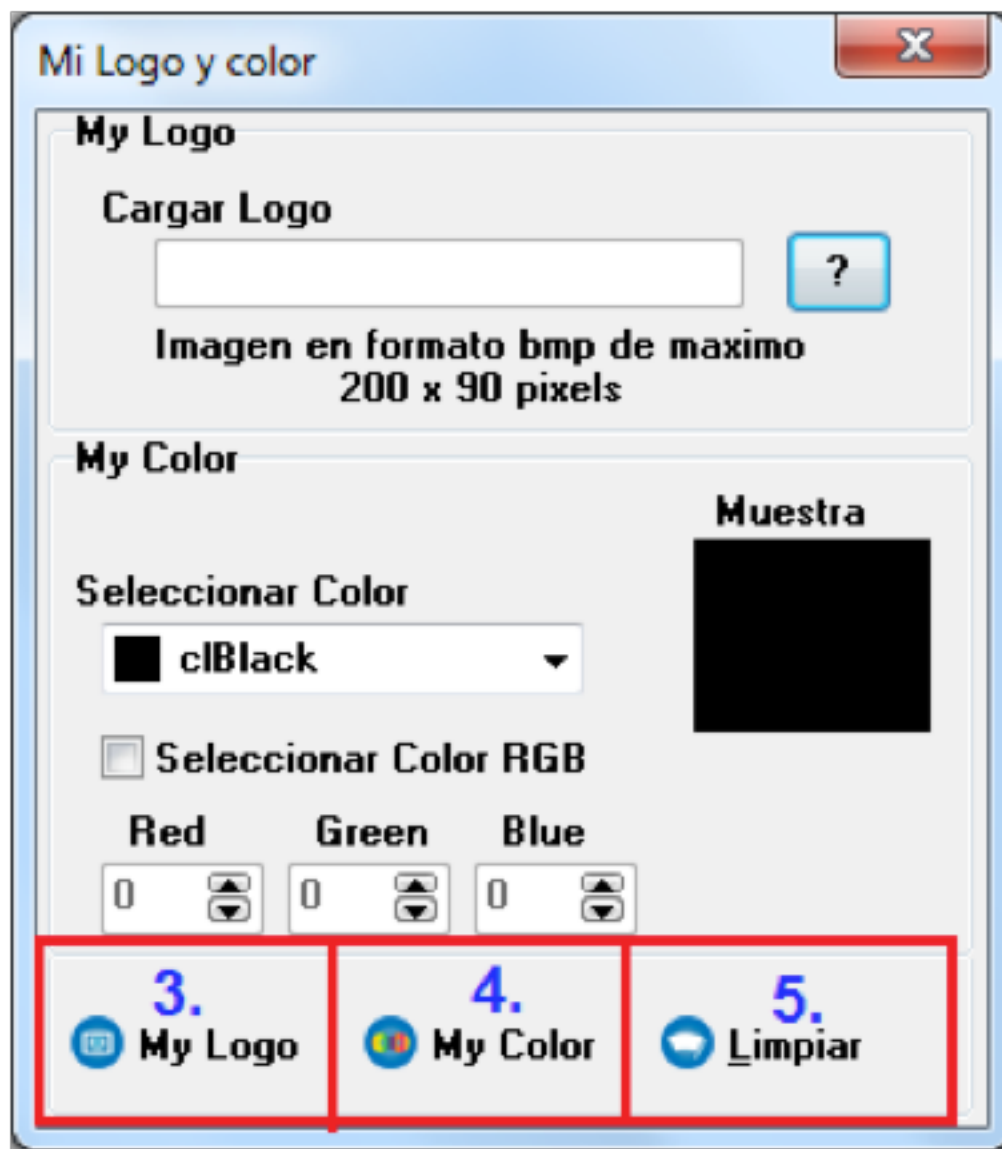 Mi Logo y color
My Logo
Cargar Logo
?
Imagen en formato bmp de maximo
200 x 90 pixels
My Color
Muestra
Seleccionar Color
clBlack
Seleccionar Color RGB
Red Green Blue
0 0 0
3. 4. 5.
My Logo My Color Limpiar